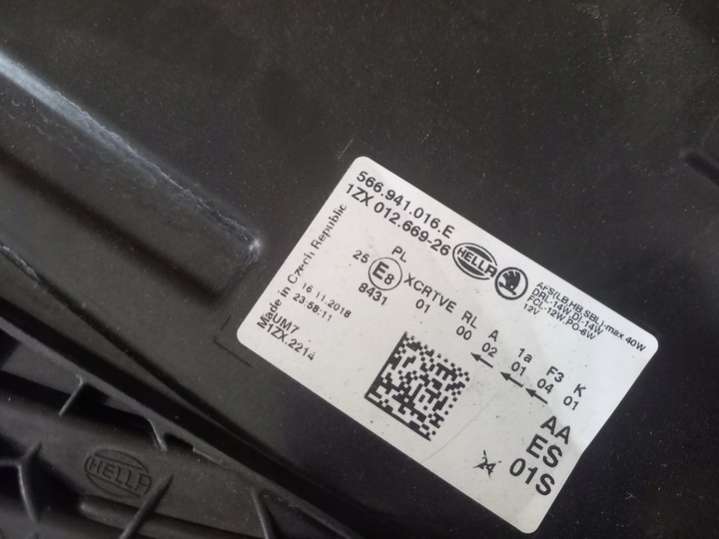 566.941.016.E
1ZX 012.669-26
HELLA
Made in Czech Republic
16.11.2018
23:58:11
UM7
M1ZX.2214
PL
25 E8 XCRTVE RL A 1a F3 K
8431 01 00 02 01 04 01
AFS(LB,HB,SBL):max 40W
DRL-14W,DI-14W
FCL-12W,PO-6W
12V
AA
ES
01S
24
HELLA